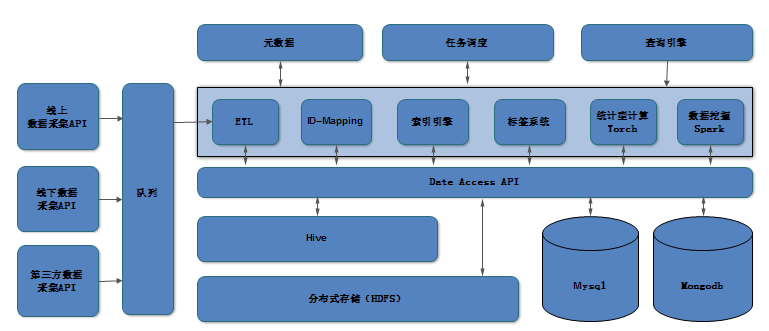 元数据
任务调度
查询引擎
线上
数据采集API
线下数据
采集API
第三方数据
采集API
队列
ETL
ID-Mapping
索引引擎
标签系统
统计型计算
Torch
数据挖掘
Spark
Date Access API
Hive
分布式存储（HDFS）
Mysql
Mongodb